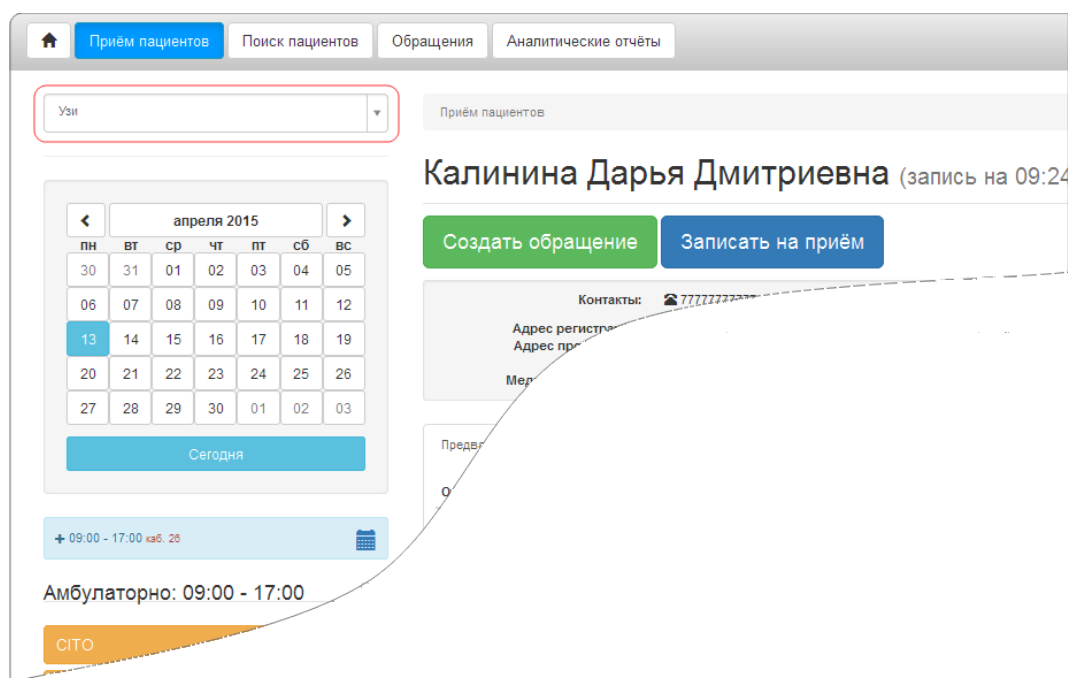 Приём пациентов Поиск пациентов Обращения Аналитические отчёты
Узи
Приём пациентов
Калинина Дарья Дмитриевна (запись на 09:24
Создать обращение Записать на приём
апреля 2015
пн вт ср чт пт сб вс
30 31 01 02 03 04 05
06 07 08 09 10 11 12
13 14 15 16 17 18 19
20 21 22 23 24 25 26
27 28 29 30 01 02 03
Сегодня
Контакты:
Адрес
Адрес
09:00 - 17:00 каб. 26
Амбулаторно: 09:00 - 17:00
CITO